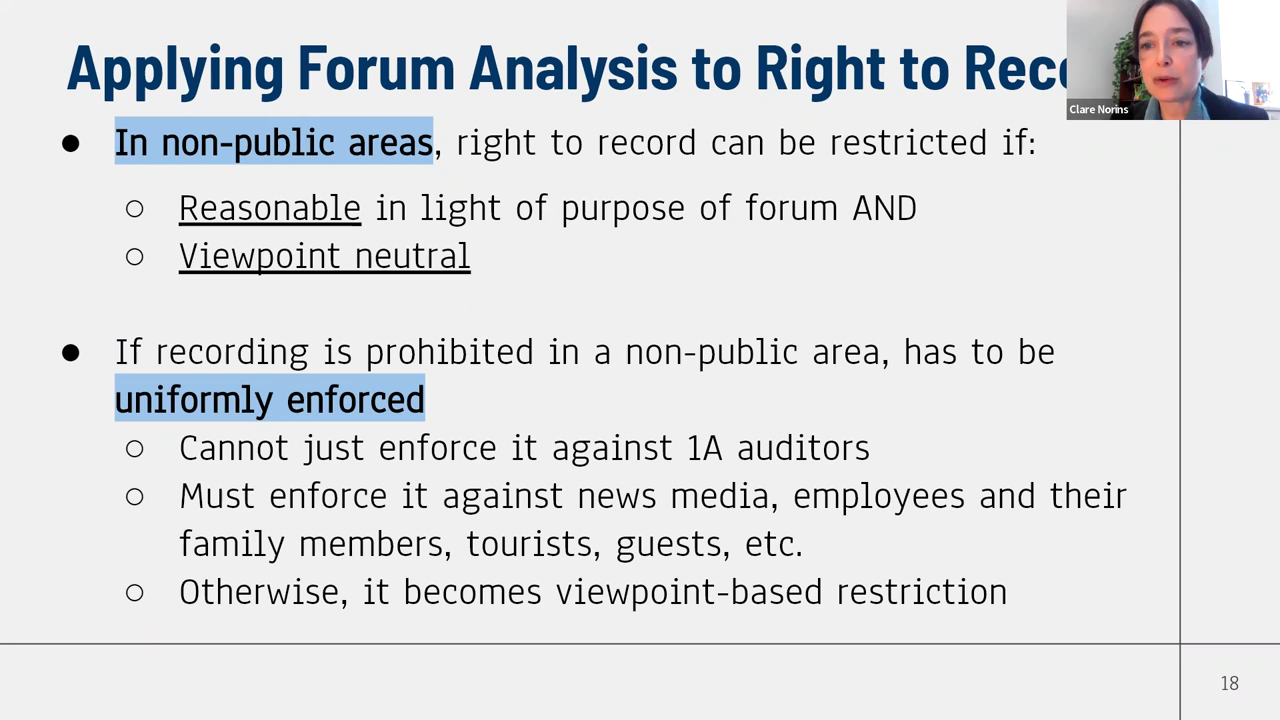 Applying Forum Analysis to Right to Reco
Clare Norins
● In non-public areas, right to record can be restricted if:
○ Reasonable in light of purpose of forum AND
○ Viewpoint neutral
● If recording is prohibited in a non-public area, has to be
uniformly enforced
○ Cannot just enforce it against 1A auditors
○ Must enforce it against news media, employees and their
family members, tourists, guests, etc.
○ Otherwise, it becomes viewpoint-based restriction
18